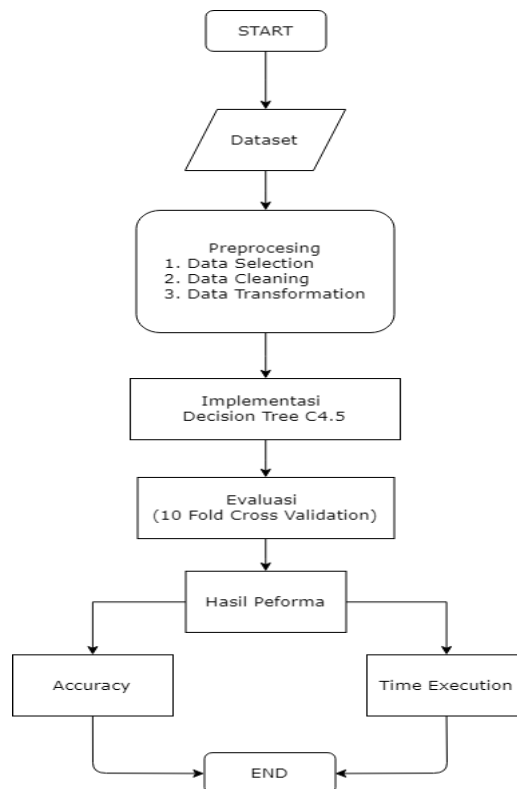 START
Dataset
Preprocesing
1. Data Selection
2. Data Cleaning
3. Data Transformation
Implementasi
Decision Tree C4.5
Evaluasi
(10 Fold Cross Validation)
Hasil Peforma
Accuracy
Time Execution
END